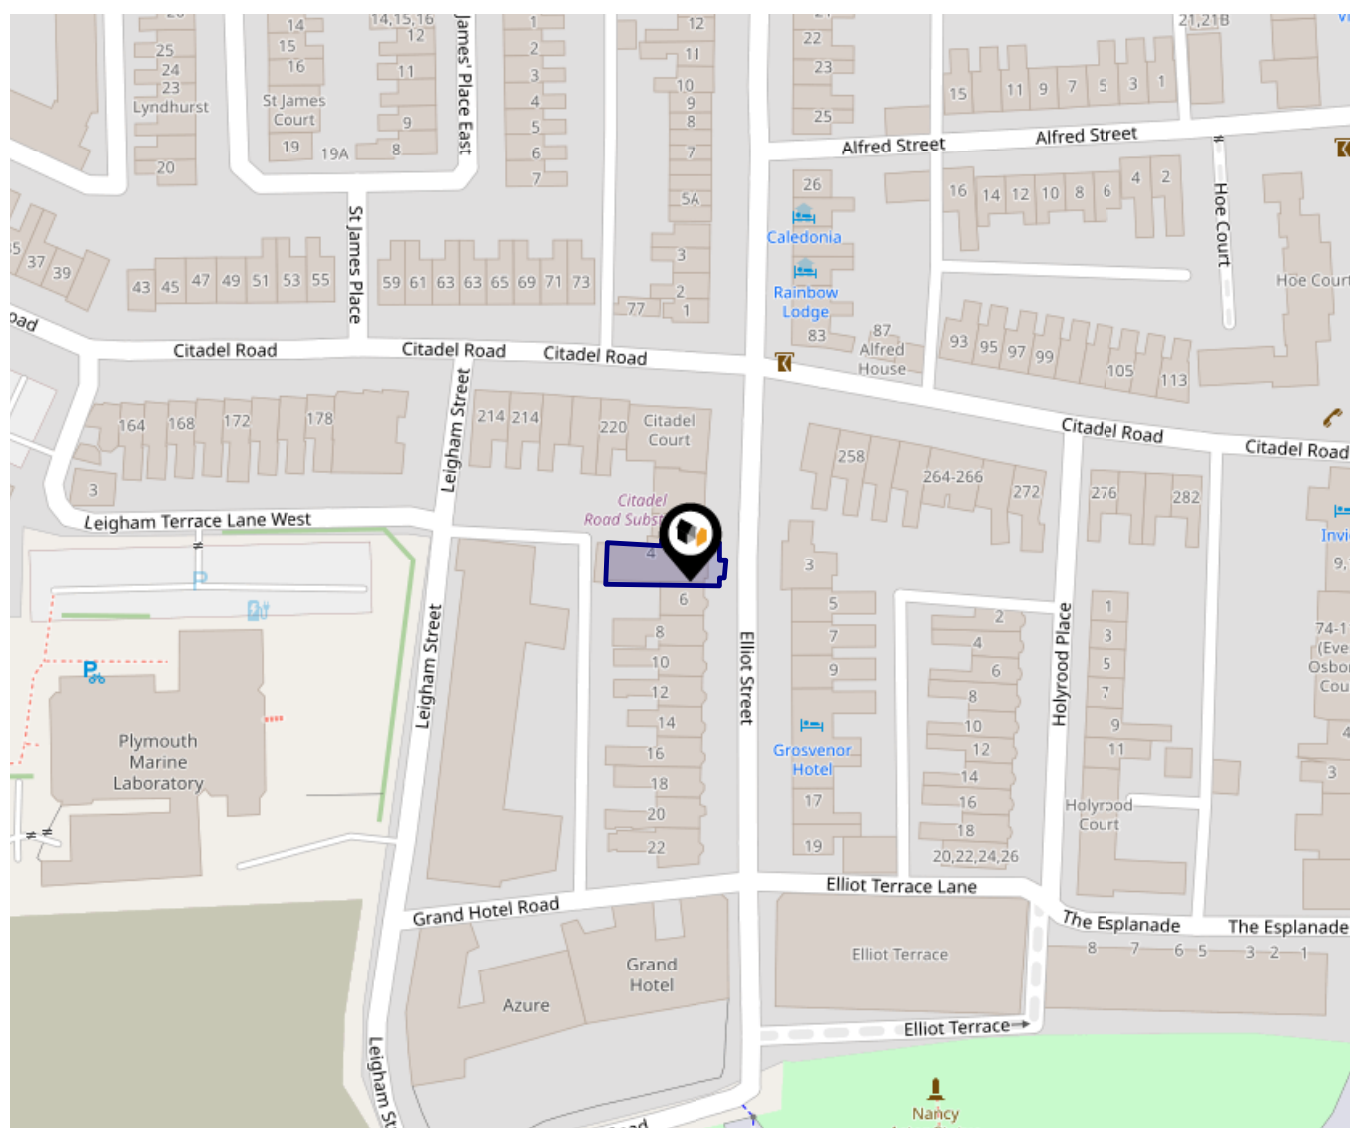 14,15,16
12
21,21B
14
15
16
St James
Court
19
19A
12
11
9
8
James' Place East
1
2
3
4
5
6
7
12
11
10
9
8
7
5A
3
2
1
77
22
23
25
25
24
23
Lyndhurst
20
15
11
9
7
5
3
1
Alfred Street
Alfred Street
26
Caledonia
Rainbow
Lodge
83
87
Alfred
House
16
14
12
10
8
6
4
2
Hoe Court
Hoe Court
37
39
43
45
47
49
51
53
55
St James Place
59
61
63
63
65
69
71
73
93
95
97
99
105
113
Citadel Road
Citadel Road
Citadel Road
Citadel Road
Citadel Road
164
168
172
178
3
Leigham Street
214
214
220
Citadel
Court
258
264-266
272
276
282
Citadel
Road Subst
Leigham Terrace Lane West
P
P
Plymouth
Marine
Laboratory
Leigham Street
4
6
8
10
12
14
16
18
20
22
Elliot Street
3
5
7
9
Grosvenor
Hotel
17
19
2
4
6
8
10
12
14
16
18
20,22,24,26
Holyrood Place
1
3
5
7
9
11
Holyrood
Court
9,
74-1
(Eve
Osbo
Cou
4
3
Invi
Elliot Terrace Lane
Grand Hotel Road
The Esplanade
The Esplanade
8
7
6
5
3
2
1
Elliot Terrace
Grand
Hotel
Azure
Elliot Terrace
Leigham St
Nancy